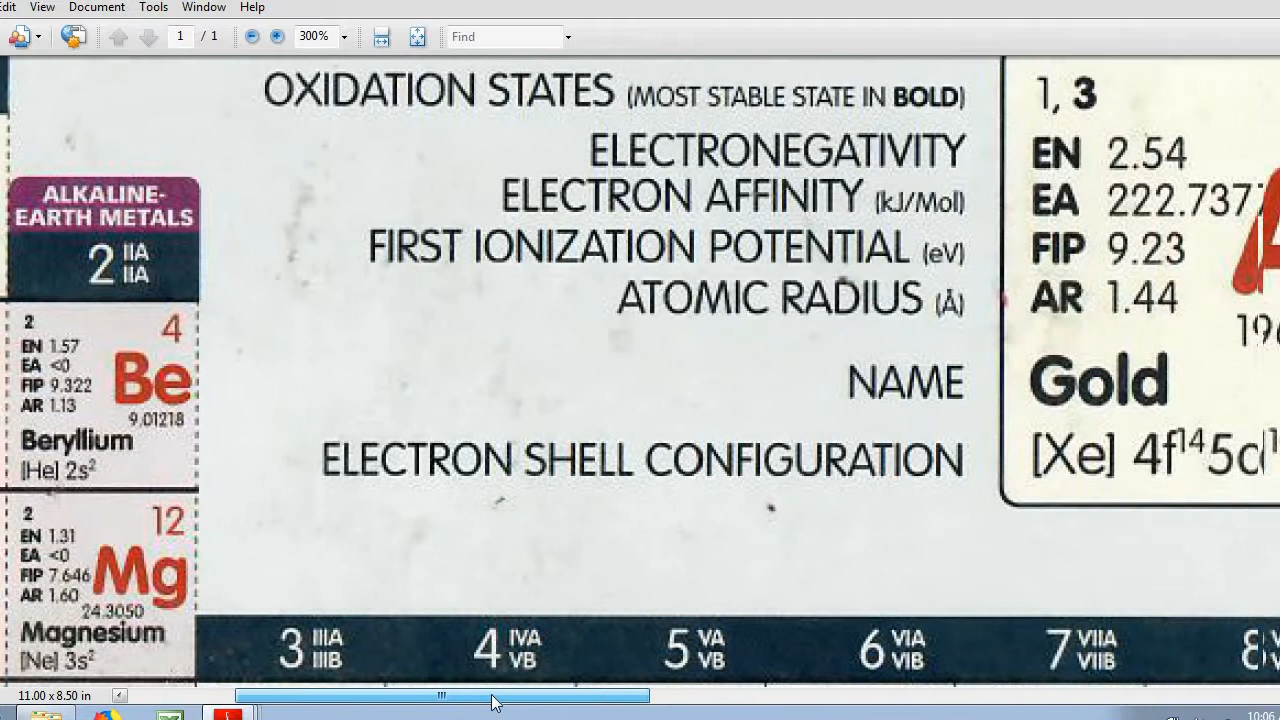 Edit View Document Tools Window Help
1 / 1 300% Find
OXIDATION STATES (MOST STABLE STATE IN BOLD)
ELECTRONEGATIVITY
ELECTRON AFFINITY (kJ/Mol)
FIRST IONIZATION POTENTIAL (eV)
ATOMIC RADIUS (Å)
NAME
ELECTRON SHELL CONFIGURATION
1, 3
EN 2.54
EA 222.737
FIP 9.23
AR 1.44
Gold
[Xe] 4f¹⁴5d¹
ALKALINE-
EARTH METALS
2 IIA
IIA
2 4
EN 1.57
EA <0
FIP 9.322
AR 1.13
Be
9.01218
Beryllium
[He] 2s²
2 12
EN 1.31
EA <0
FIP 7.646
AR 1.60
Mg
24.3050
Magnesium
[Ne] 3s²
3 IIIA
IIIB
4 IVA
VB
5 VA
VB
6 VIA
VIB
7 VIIA
VIIB
8
11.00 x 8.50 in
10:06